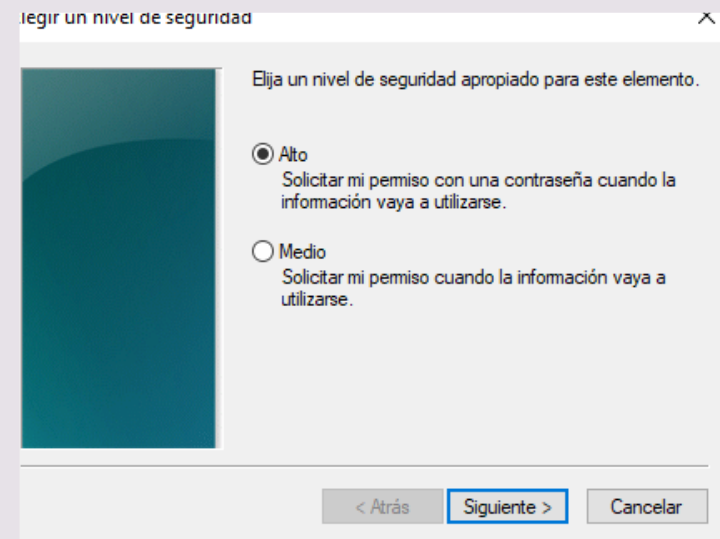 legir un nivel de seguridad
Elija un nivel de seguridad apropiado para este elemento.
Alto
Solicitar mi permiso con una contraseña cuando la
información vaya a utilizarse.
Medio
Solicitar mi permiso cuando la información vaya a
utilizarse.
< Atrás
Siguiente >
Cancelar